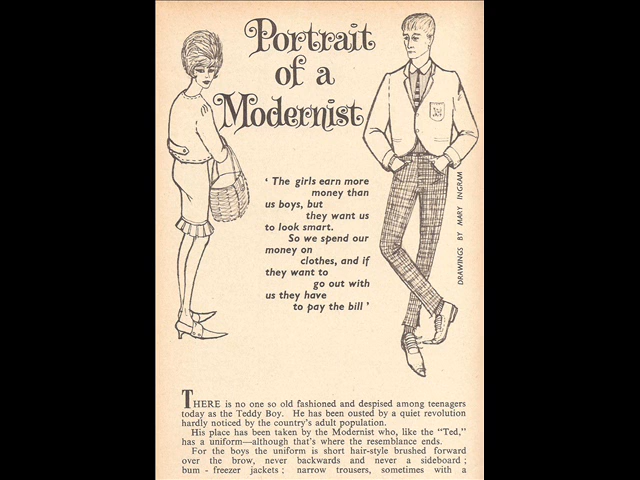 Portrait
of a
Modernist
' The girls earn more
money than
us boys, but
they want us
to look smart.
So we spend our
money on
clothes, and if
they want to
go out with
us they have
to pay the bill '
DRAWINGS BY MARY INGRAM
THERE is no one so old fashioned and despised among teenagers
today as the Teddy Boy. He has been ousted by a quiet revolution
hardly noticed by the country's adult population.
His place has been taken by the Modernist who, like the "Ted,"
has a uniform—although that's where the resemblance ends.
For the boys the uniform is short hair-style brushed forward
over the brow, never backwards and never a sideboard ;
bum - freezer jackets ; narrow trousers, sometimes with a